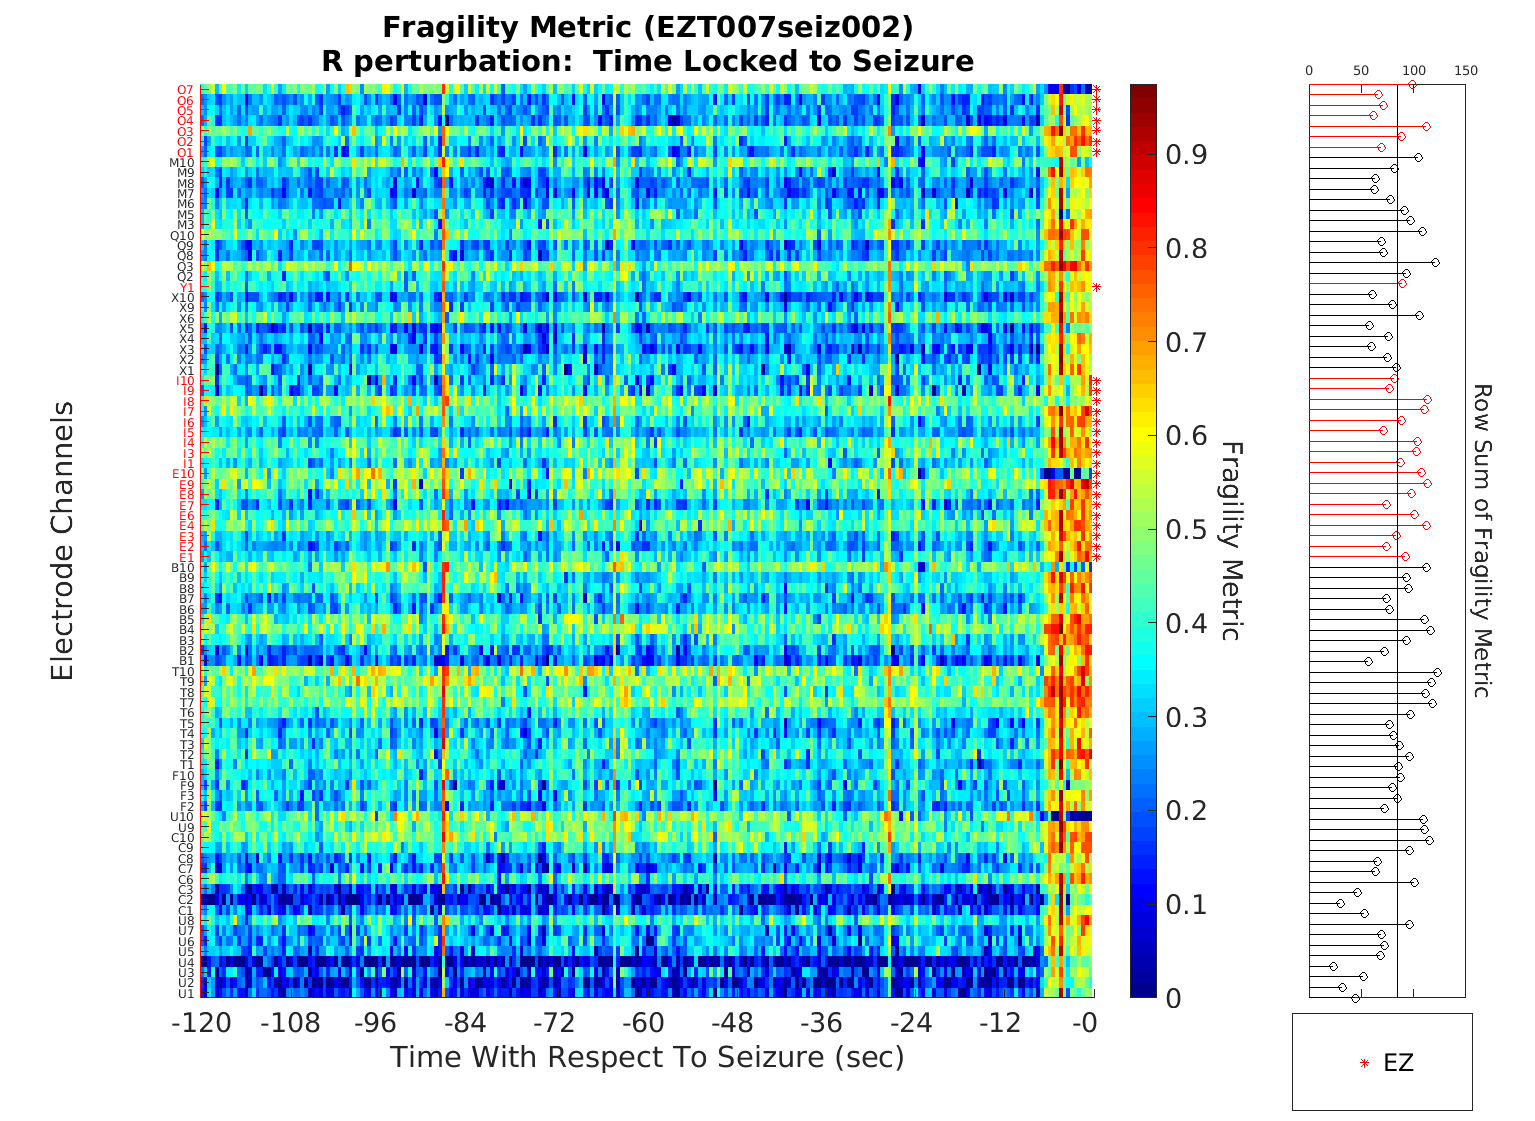 Fragility Metric (EZT007seiz002)
R perturbation:  Time Locked to Seizure
Electrode Channels
O7
O6
O5
O4
O3
O2
O1
M10
M9
M8
M7
M6
M5
M3
Q10
Q9
Q8
Q3
Q2
Y1
X10
X9
X6
X5
X4
X3
X2
X1
I10
I9
I8
I7
I6
I5
I4
I3
I1
E10
E9
E8
E7
E6
E4
E3
E2
E1
B10
B9
B8
B7
B6
B5
B4
B3
B2
B1
T10
T9
T8
T7
T6
T5
T4
T3
T2
T1
F10
F9
F3
F2
U10
U9
C10
C9
C8
C7
C6
C3
C2
C1
U8
U7
U6
U5
U4
U3
U2
U1
-120 -108 -96 -84 -72 -60 -48 -36 -24 -12 -0
Time With Respect To Seizure (sec)
0.9
0.8
0.7
0.6
0.5
0.4
0.3
0.2
0.1
0
Fragility Metric
0 50 100 150
Row Sum of Fragility Metric
EZ